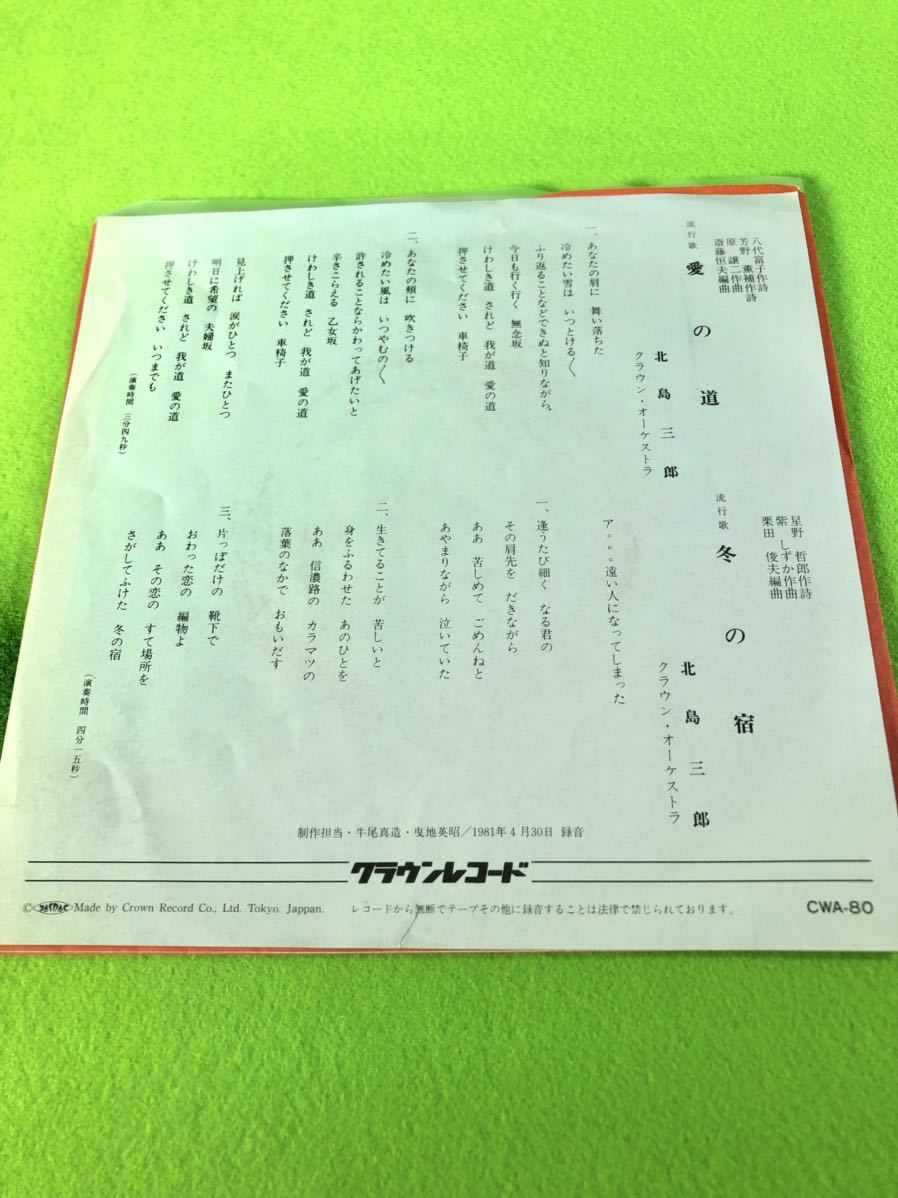 八代富子作詩
芳野 薫補作詩
原 譲二作曲
斎藤恒夫編曲
流行歌
愛の道
北島三郎
クラウン・オーケストラ
一、あなたの肩に 舞い落ちた
冷めたい雪は いつとける〱
ふり返ることなどできぬと知りながら、
今日も行く行く 無念坂
けわしき道 されど 我が道 愛の道
押させてください 車椅子
二、あなたの頬に 吹きつける
冷めたい風は いつやむの〱
許されることならかわってあげたいと
辛さこらえる 乙女坂
けわしき道 されど 我が道 愛の道
押させてください 車椅子
見上げれば 涙がひとつ またひとつ
明日に希望の 夫婦坂
けわしき道 されど 我が道 愛の道
押させてください いつまでも
(演奏時間 三分四九秒)
星野 哲郎作詩
紫 しずか作曲
栗田 俊夫編曲
流行歌
冬の宿
北島三郎
クラウン・オーケストラ
ア。。。。遠い人になってしまった
一、逢うたび細く なる君の
その肩先を だきながら
ああ 苦しめて ごめんねと
あやまりながら 泣いていた
二、生きてることが 苦しいと
身をふるわせた あのひとを
ああ 信濃路の カラマツの
落葉のなかで おもいだす
三、片っぽだけの 靴下で
おわった恋の 編物よ
ああ その恋の すて場所を
さがしてふけた 冬の宿
(演奏時間 四分一五秒)
制作担当・牛尾真造・曳地英昭/1981年4月30日 録音
クラウンレコード
© JASRAC Made by Crown Record Co., Ltd. Tokyo. Jappan. レコードから無断でテープその他に録音することは法律で禁じられております。 CWA-80